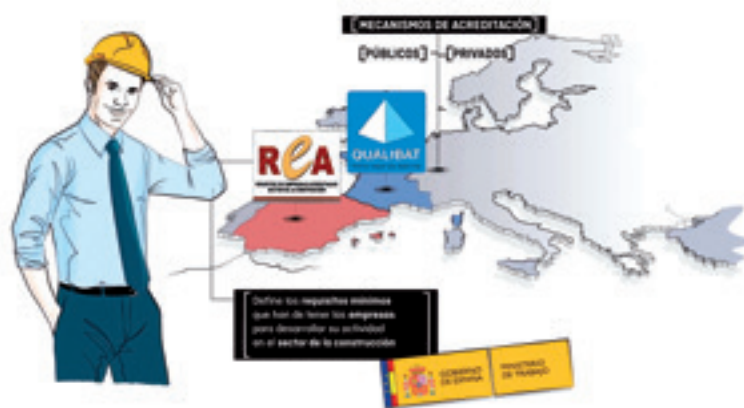 [MECANISMOS DE ACREDITACIÓN]
[PÚBLICOS] - [PRIVADOS]
QUALIBAT
REA
Define los requisitos mínimos
que han de tener las empresas
para desarrollar su actividad
en el sector de la construcción
GOBIERNO
DE ESPAÑA
MINISTERIO
DE TRABAJO